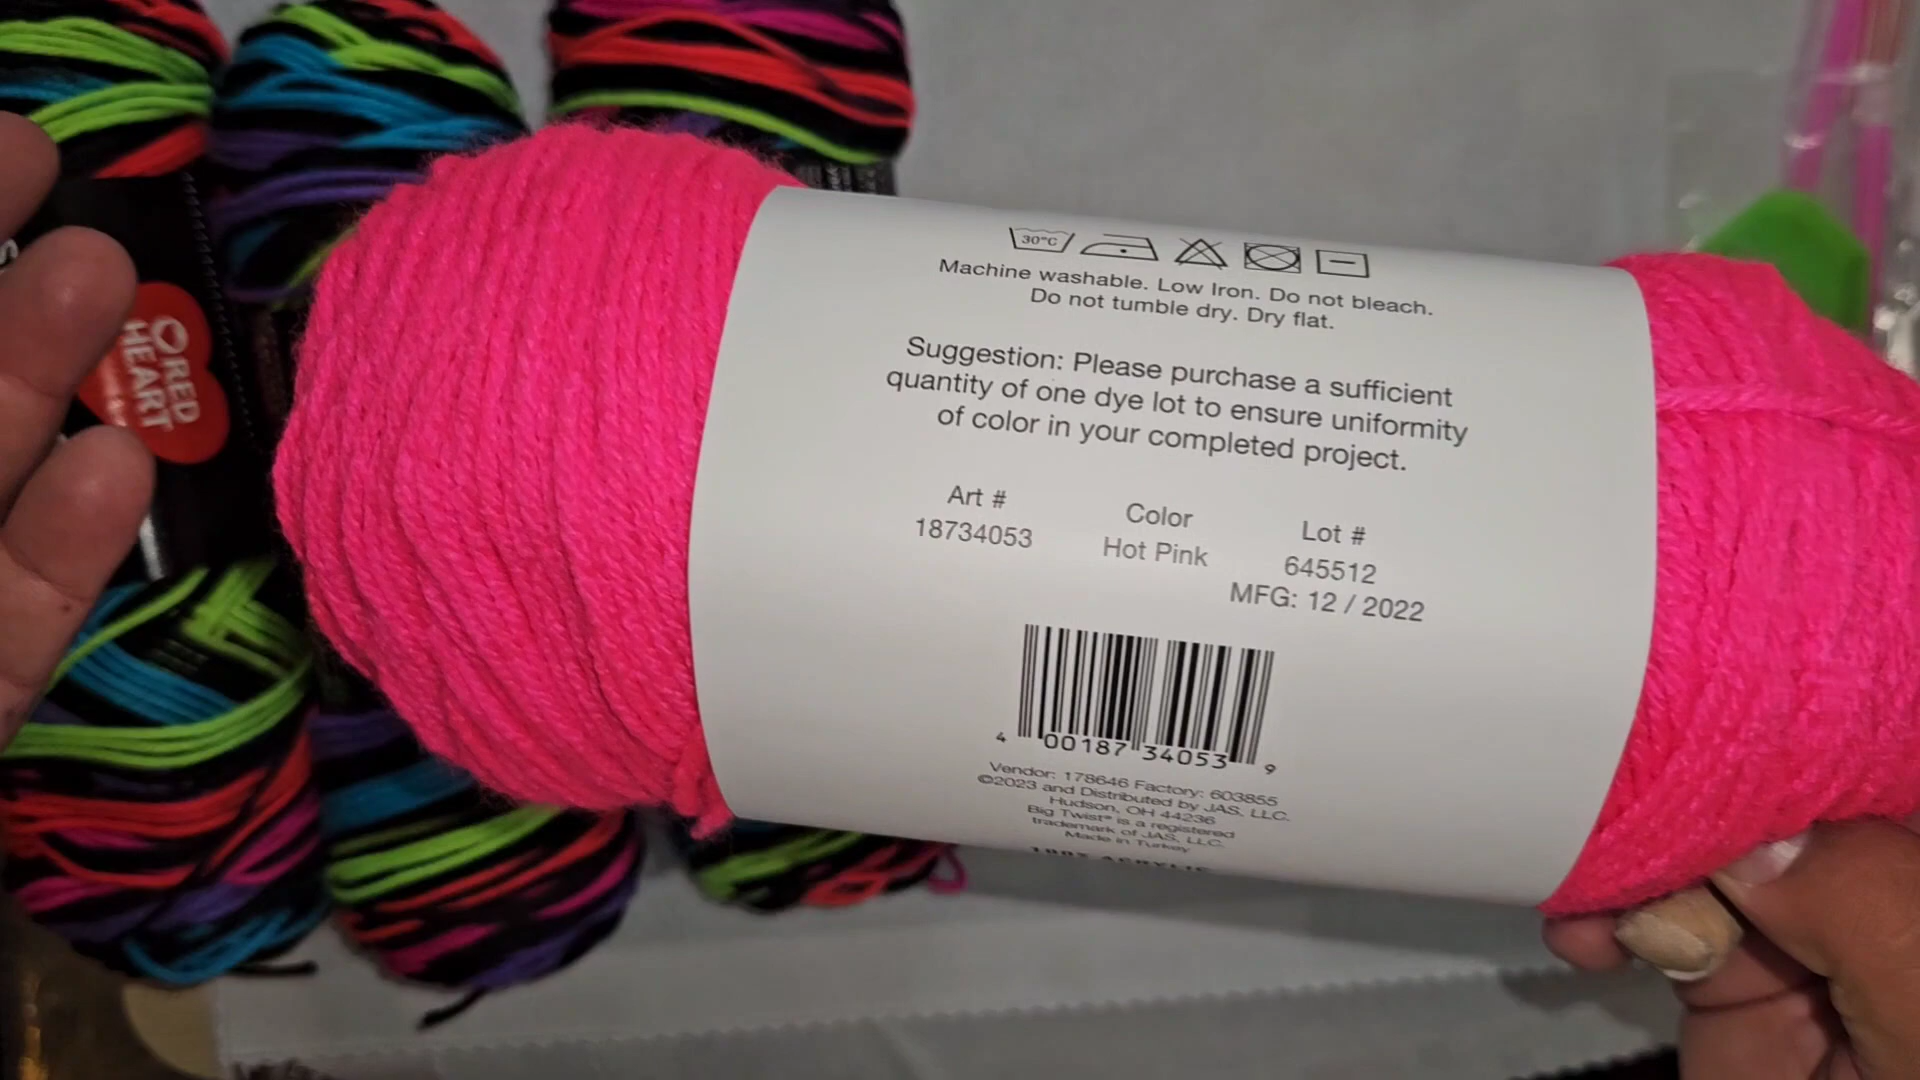 RED
HEART
30°C
Machine washable. Low Iron. Do not bleach.
Do not tumble dry. Dry flat.
Suggestion: Please purchase a sufficient
quantity of one dye lot to ensure uniformity
of color in your completed project.
Art # Color Lot #
18734053 Hot Pink 645512
MFG: 12 / 2022
4 00187 34053 9
Vendor: 178646 Factory: 603855
©2023 and Distributed by JAS, LLC.
Hudson, OH 44236
Big Twist® is a registered
trademark of JAS, LLC.
Made in Turkey
100% ACRYLIC